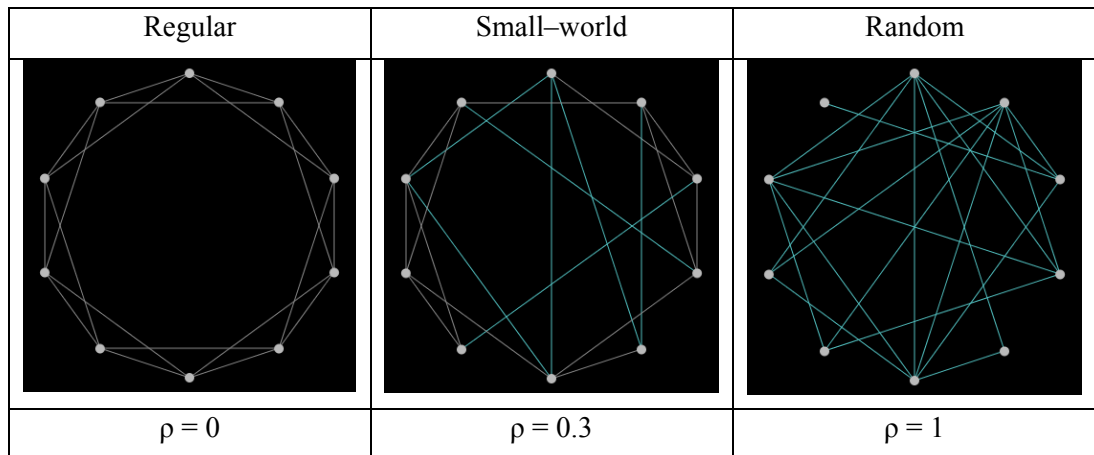 Regular
Small–world
Random
ρ = 0
ρ = 0.3
ρ = 1